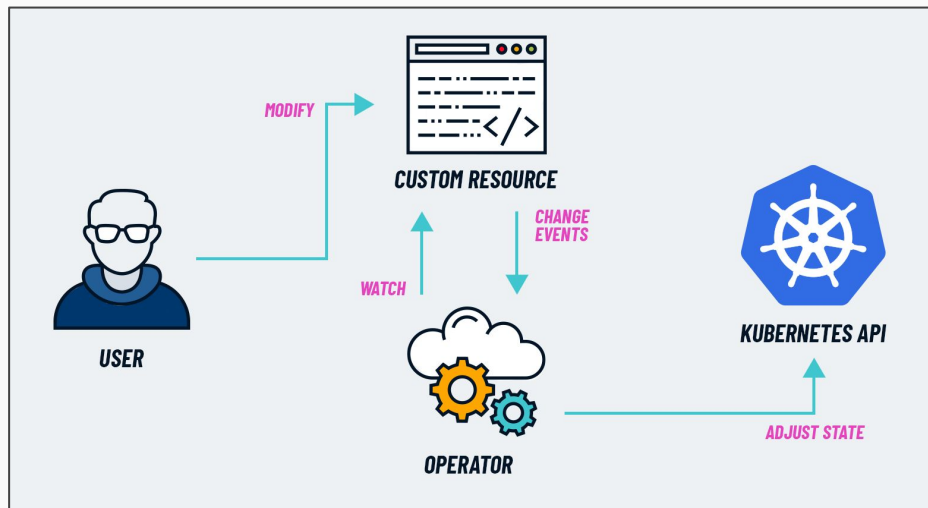 MODIFY
CUSTOM RESOURCE
CHANGE
EVENTS
WATCH
USER
KUBERNETES API
ADJUST STATE
OPERATOR